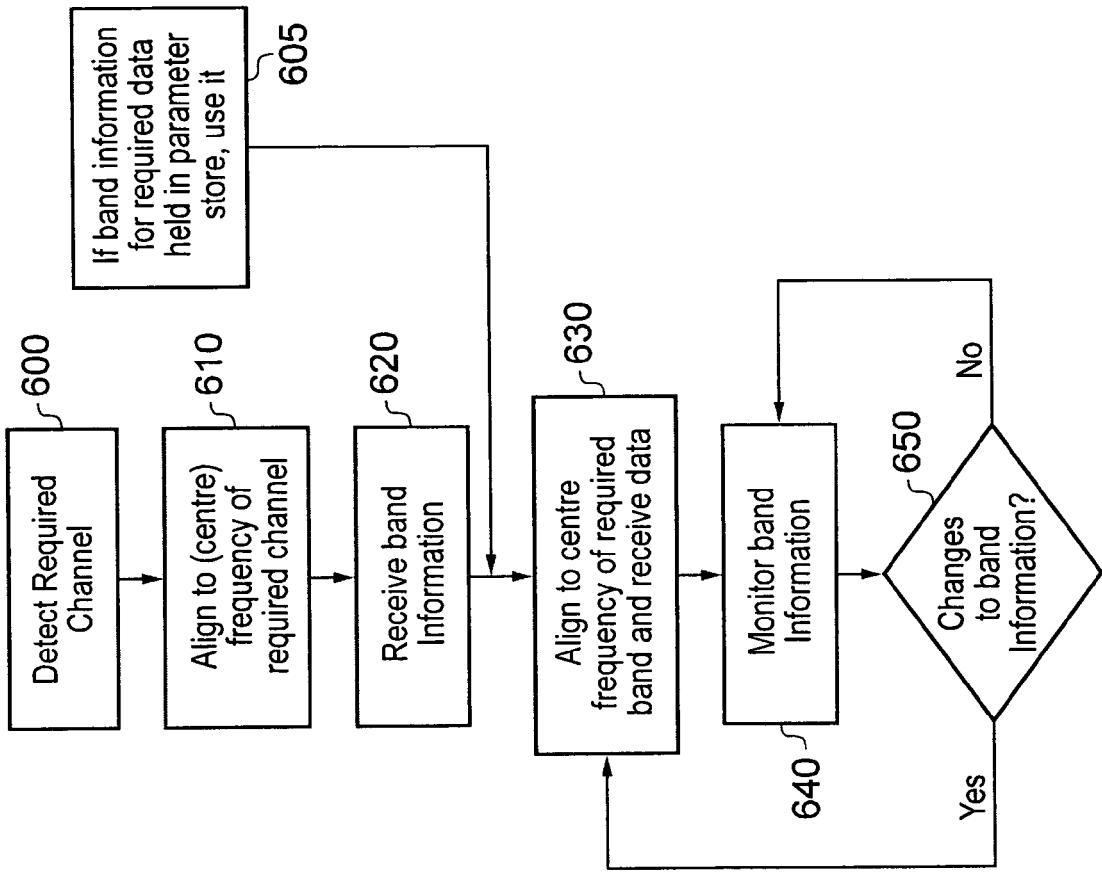 Detect Required
Channel
600
Align to (centre)
frequency of
required channel
610
Receive band
Information
620
If band information
for required data
held in parameter
store, use it
605
Align to centre
frequency of required
band and receive data
630
Monitor band
Information
640
Changes
to band
Information?
650
Yes
No